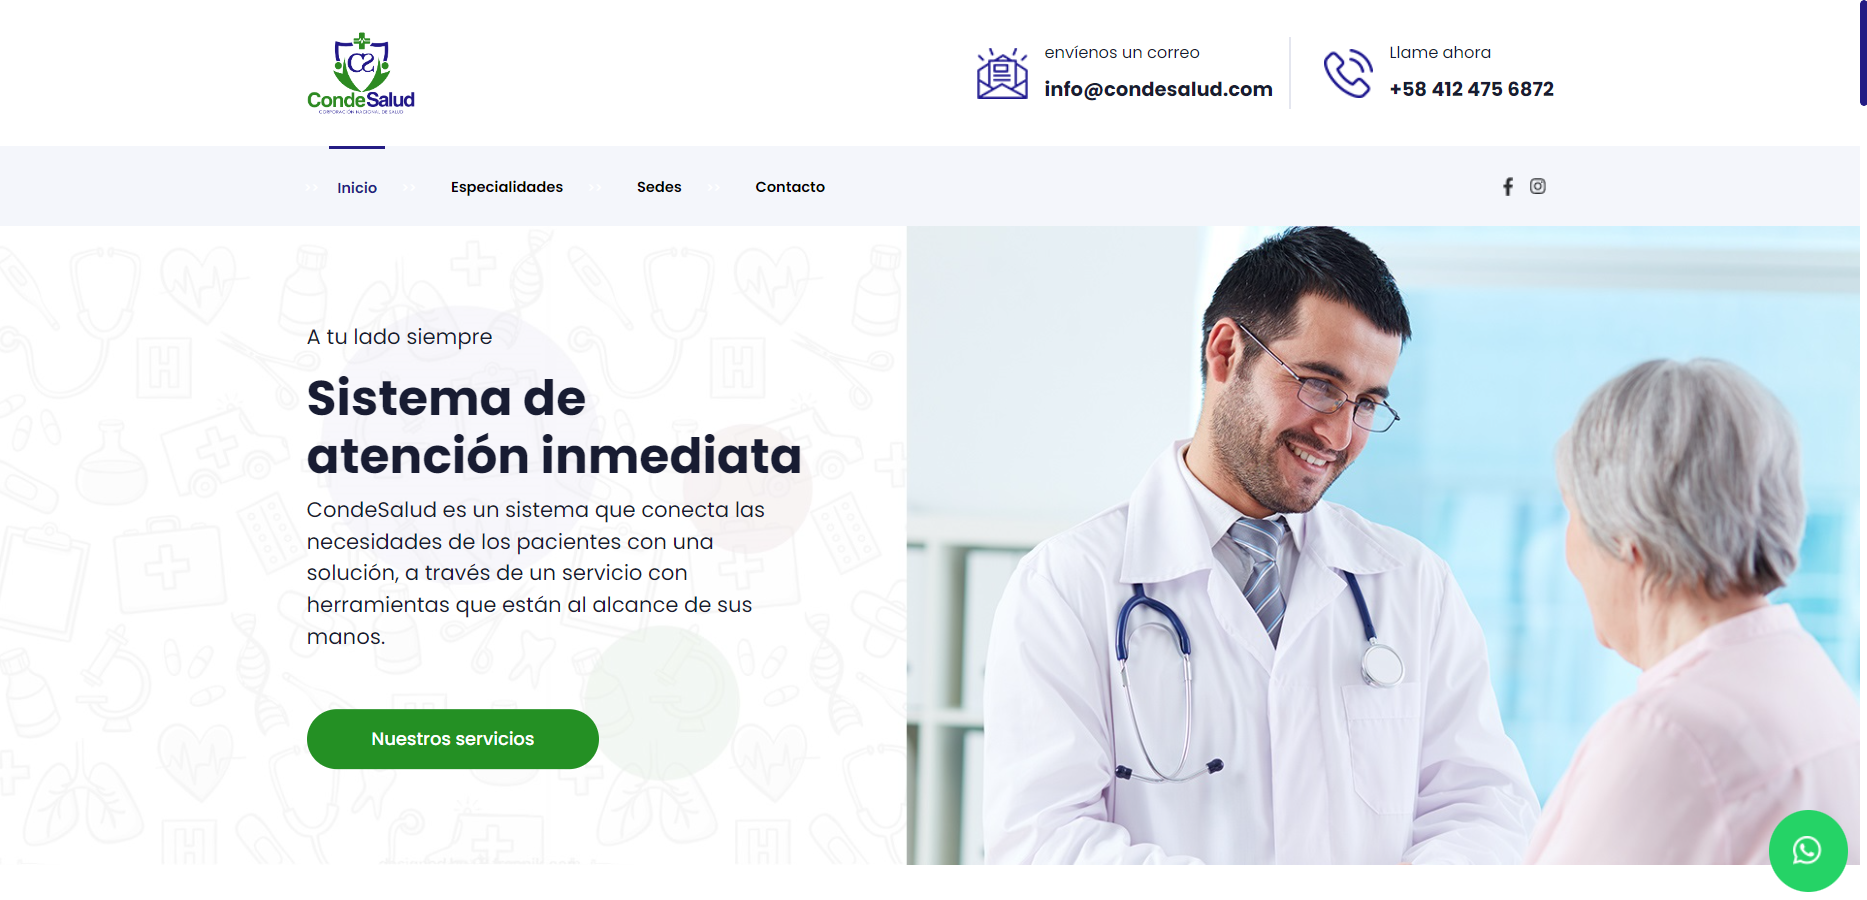 CS
CondeSalud
CORPORACIÓN NACIONAL DE SALUD
envíenos un correo
info@condesalud.com
Llame ahora
+58 412 475 6872
Inicio
Especialidades
Sedes
Contacto
A tu lado siempre
Sistema de
atención inmediata
CondeSalud es un sistema que conecta las
necesidades de los pacientes con una
solución, a través de un servicio con
herramientas que están al alcance de sus
manos.
Nuestros servicios